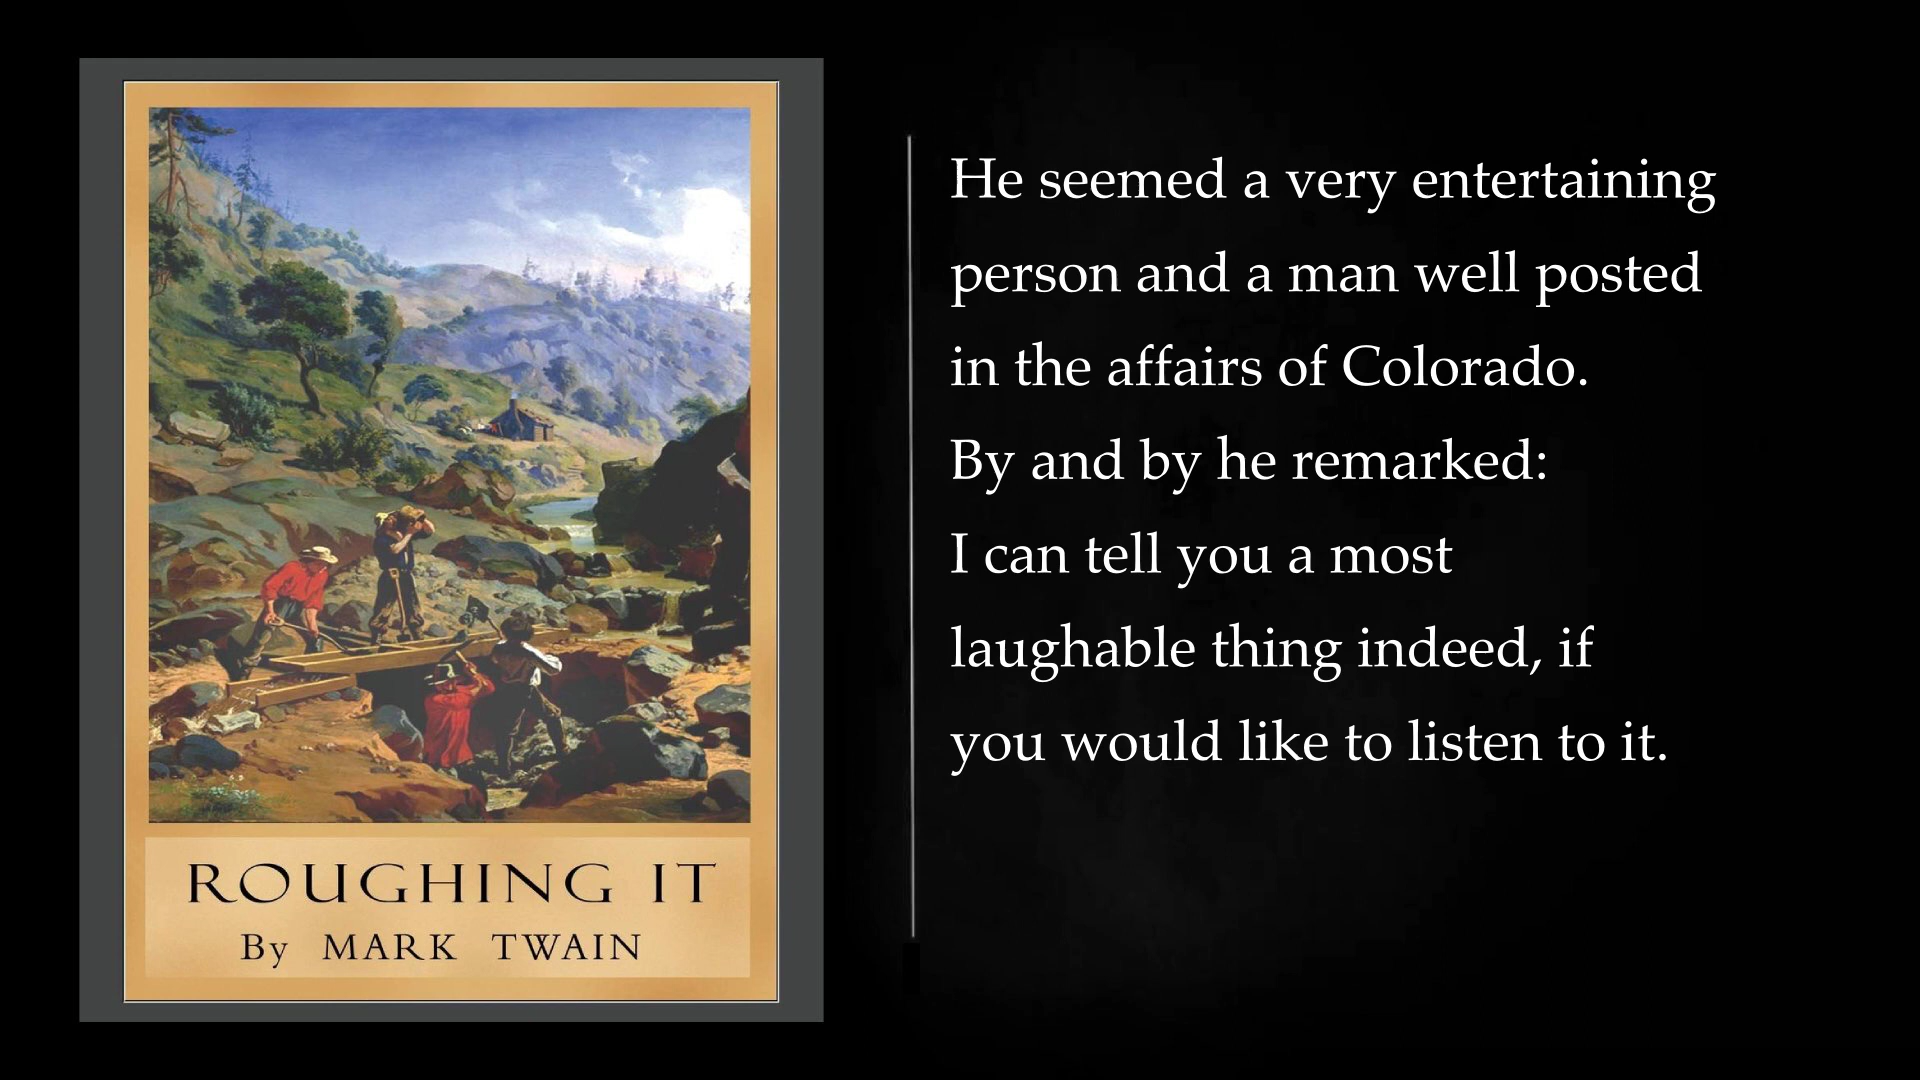 ROUGHING IT
By MARK TWAIN
He seemed a very entertaining
person and a man well posted
in the affairs of Colorado.
By and by he remarked:
I can tell you a most
laughable thing indeed, if
you would like to listen to it.